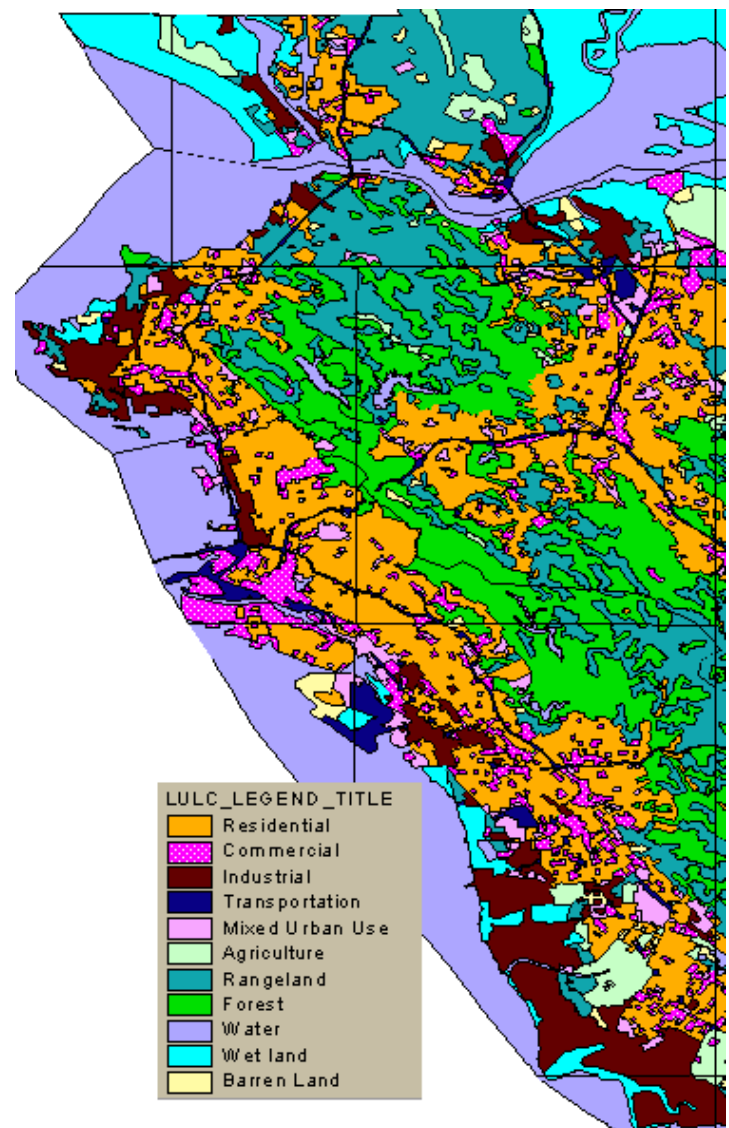 LULC_LEGEND_TITLE
Residential
Commercial
Industrial
Transportation
Mixed Urban Use
Agriculture
Rangeland
Forest
Water
Wet land
Barren Land